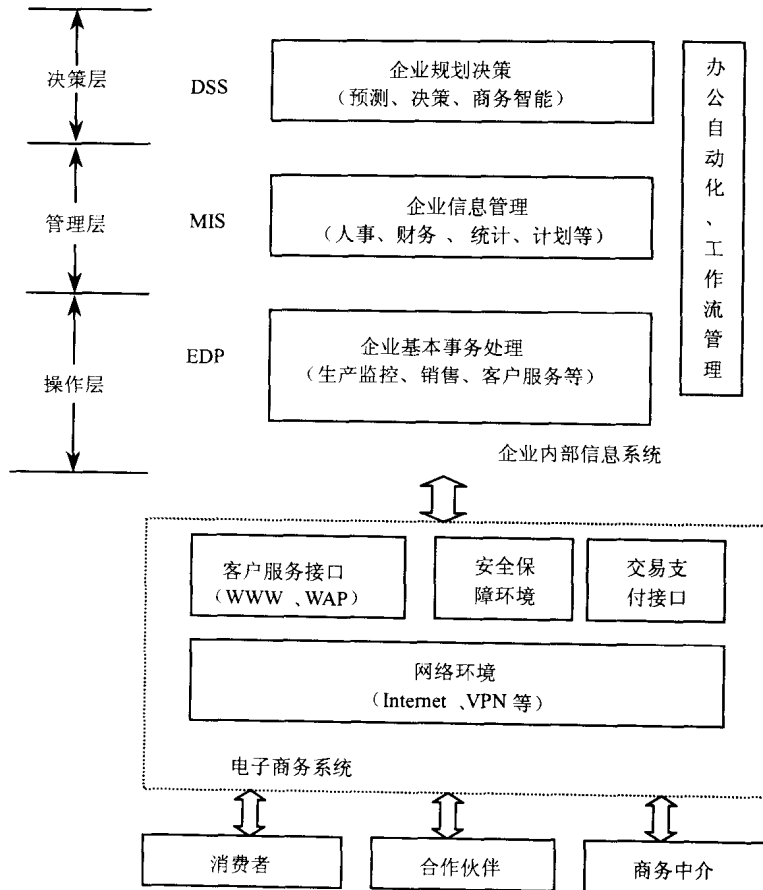 决策层
DSS
企业规划决策
（预测、决策、商务智能）
管理层
MIS
企业信息管理
（人事、财务 、统计、计划等）
操作层
EDP
企业基本事务处理
（生产监控、销售、客户服务等）
办公自动化、工作流管理
企业内部信息系统
客户服务接口
（WWW 、WAP）
安全保
障环境
交易支
付接口
网络环境
（Internet 、VPN 等）
电子商务系统
消费者
合作伙伴
商务中介